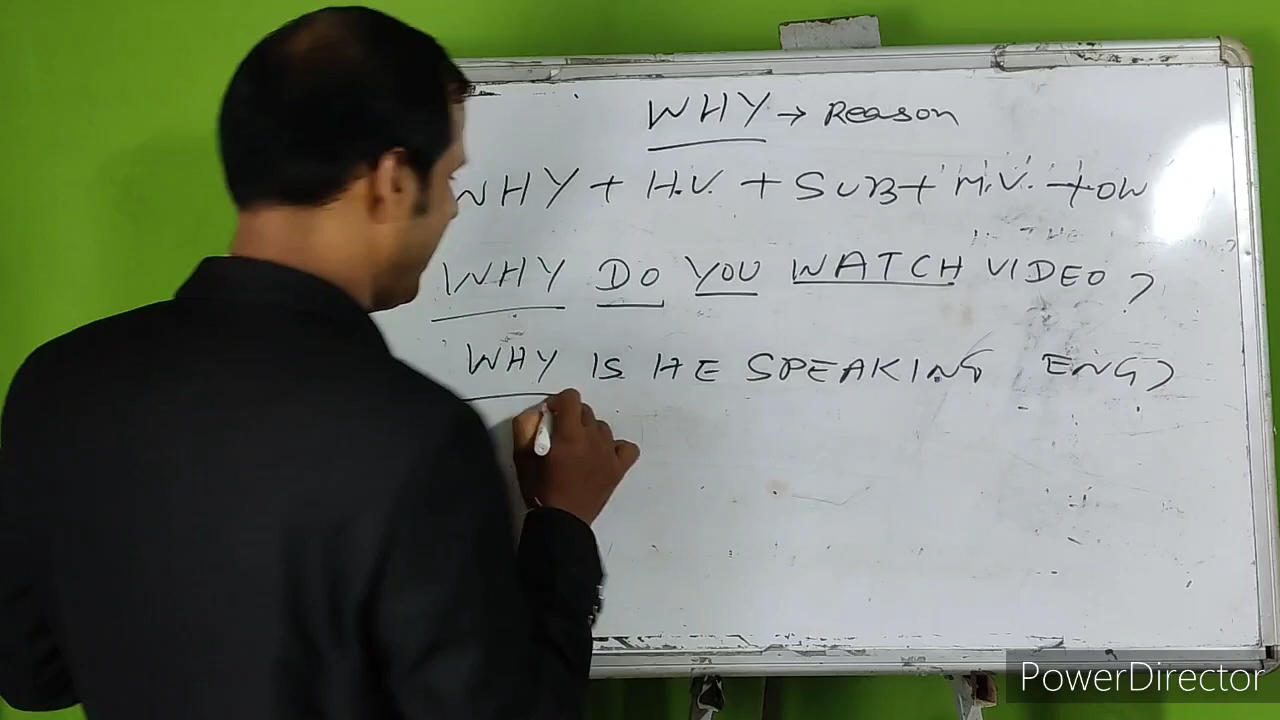 WHY → Reason
WHY + H.V. + SUB + M.V. + OW
WHY DO YOU WATCH VIDEO?
WHY IS HE SPEAKING ENG?
PowerDirector